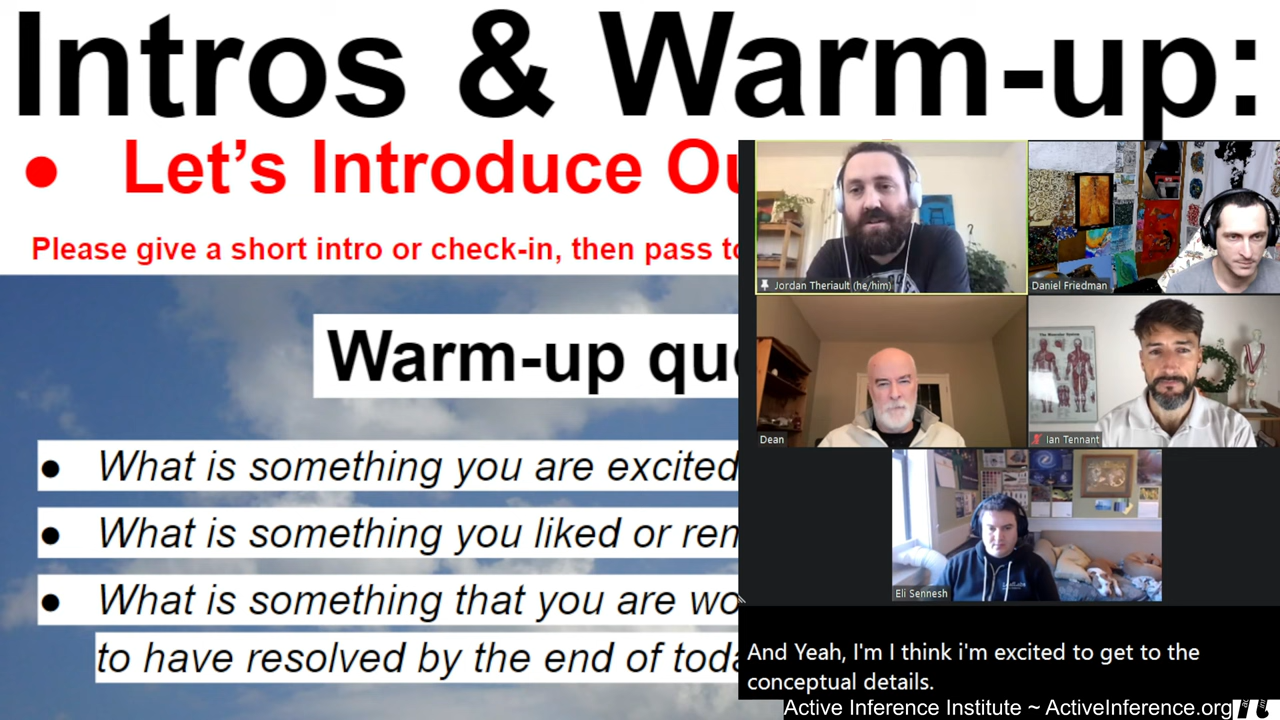 Intros & Warm-up:
● Let's Introduce Ou
Please give a short intro or check-in, then pass to
Warm-up que
● What is something you are excited
● What is something you liked or ren
● What is something that you are wo
to have resolved by the end of toda
Jordan Theriault (he/him)
Daniel Friedman
Dean
Ian Tennant
Eli Sennesh
And Yeah, I'm I think i'm excited to get to the
conceptual details.
Active Inference Institute ~ ActiveInference.org